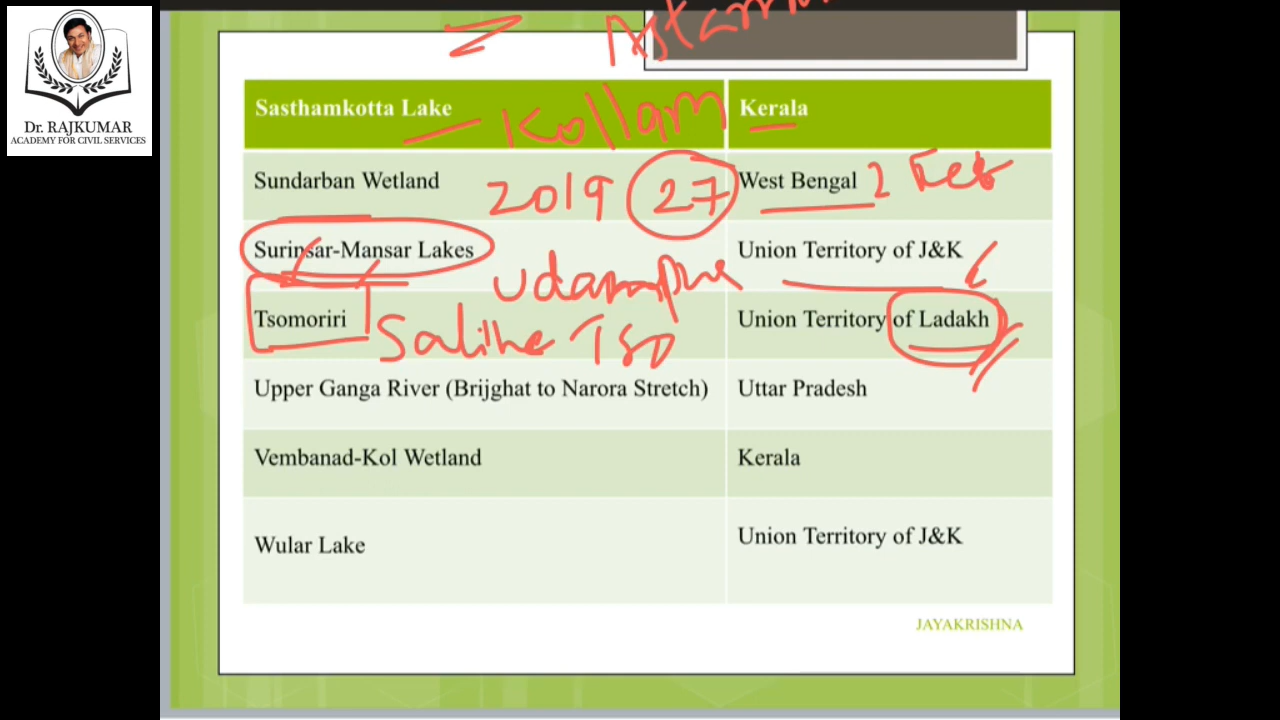 Dr. RAJKUMAR
ACADEMY FOR CIVIL SERVICES
Sasthamkotta Lake Kollam Kerala
Sundarban Wetland 2019 27 West Bengal 2 Feb
Surinsar-Mansar Lakes Union Territory of J&K
Tsomoriri Tso Union Territory of Ladakh
Upper Ganga River (Brijghat to Narora Stretch) Uttar Pradesh
Vembanad-Kol Wetland Kerala
Wular Lake Union Territory of J&K
JAYAKRISHNA